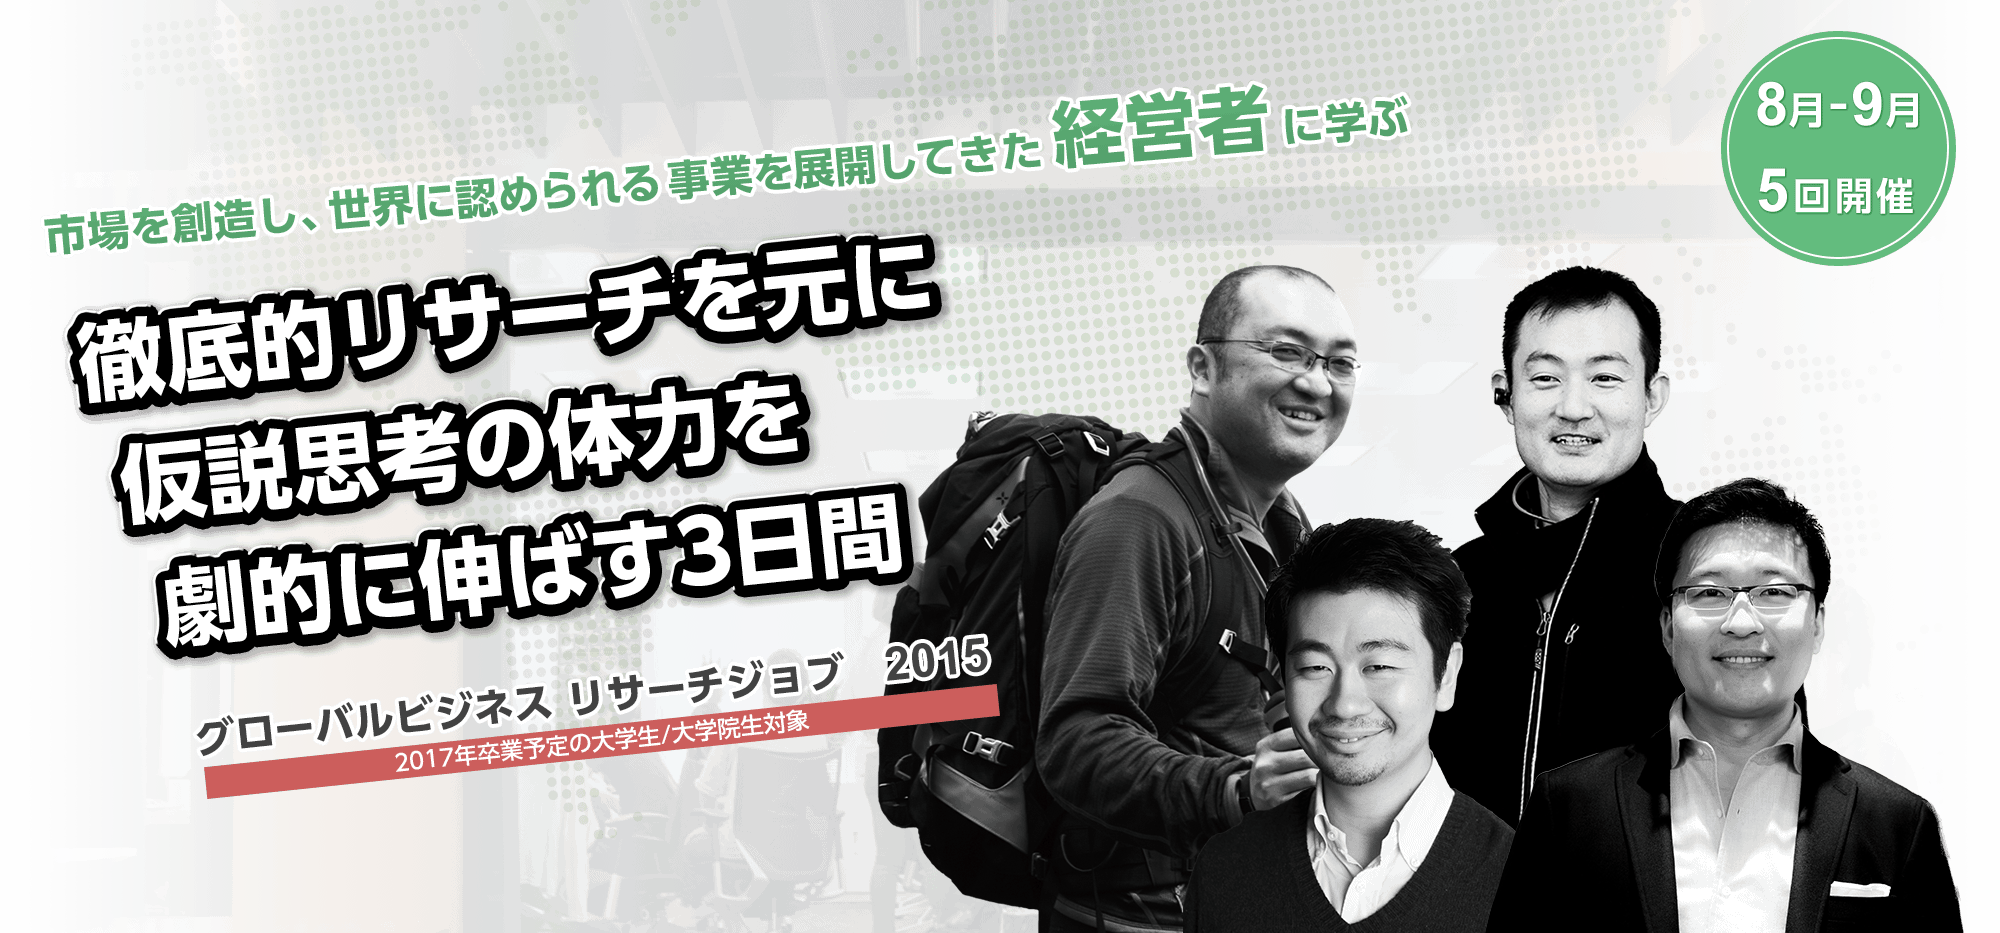 市場を創造し、世界に認められる事業を展開してきた経営者に学ぶ
8月-9月
5回開催
徹底的リサーチを元に
仮説思考の体力を
劇的に伸ばす3日間
グローバルビジネス リサーチジョブ 2015
2017年卒業予定の大学生/大学院生対象